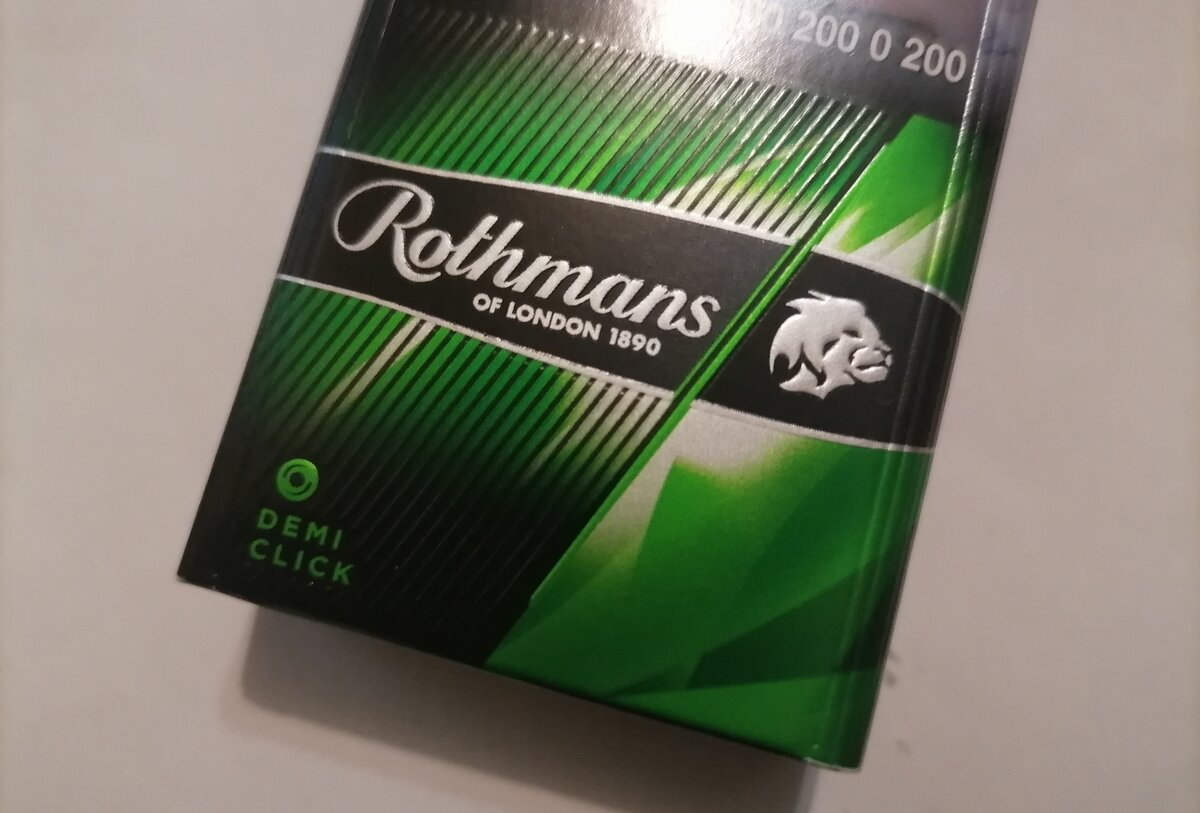 200 0 200
Rothmans
OF LONDON 1890
DEMI
CLICK